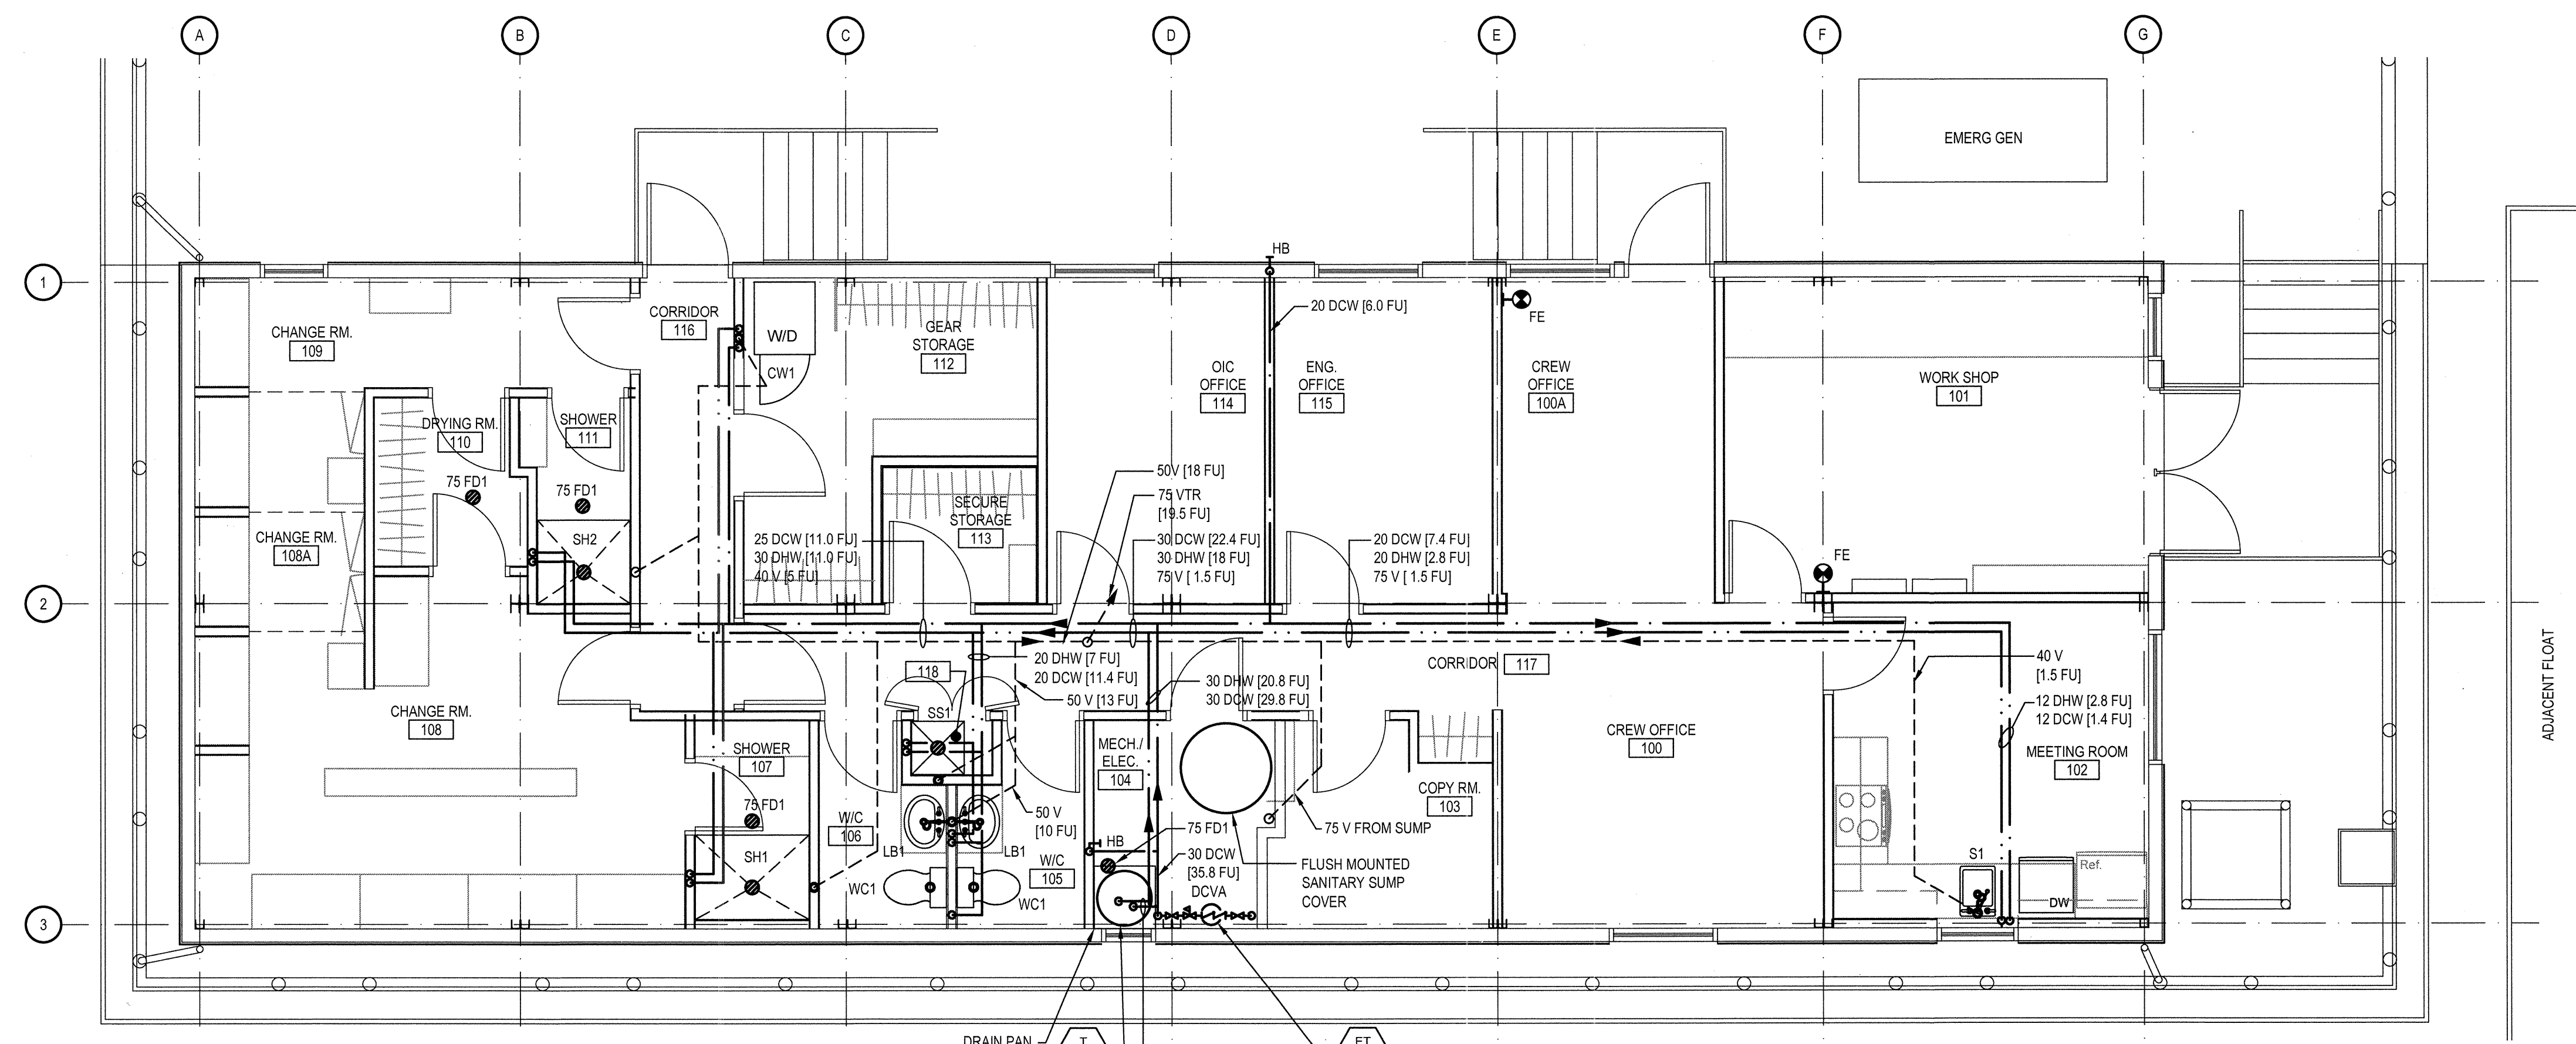 A
B
C
D
E
F
G
EMERG GEN
HB
1
20 DCW [6.0 FU]
CHANGE RM.
109
CORRIDOR
116
W/D
CW1
GEAR
STORAGE
112
OIC
OFFICE
114
ENG.
OFFICE
115
FE
CREW
OFFICE
100A
WORK SHOP
101
DRYING RM.
110
SHOWER
111
75 FD1
75 FD1
SH2
CHANGE RM.
108A
SECURE
STORAGE
113
25 DCW [11.0 FU]
30 DHW [11.0 FU]
40 V [5 FU]
50V [18 FU]
75 VTR
[19.5 FU]
30 DCW [22.4 FU]
30 DHW [18 FU]
75 V [ 1.5 FU]
20 DCW [7.4 FU]
20 DHW [2.8 FU]
75 V [ 1.5 FU]
FE
2
118
20 DHW [7 FU]
20 DCW [11.4 FU]
50 V [13 FU]
30 DHW [20.8 FU]
30 DCW [29.8 FU]
CORRIDOR 117
40 V
[1.5 FU]
12 DHW [2.8 FU]
12 DCW [1.4 FU]
MEETING ROOM
102
ADJACENT FLOAT
CHANGE RM.
108
SHOWER
107
75 FD1
SH1
SS1
W/C
106
LB1
LB1
WC1
WC1
50 V
[10 FU]
W/C
105
MECH./
ELEC.
104
HB
75 FD1
30 DCW
[35.8 FU]
DCVA
75 V FROM SUMP
FLUSH MOUNTED
SANITARY SUMP
COVER
COPY RM.
103
CREW OFFICE
100
S1
DW
Ref.
3
DRAIN PAN
T
ET